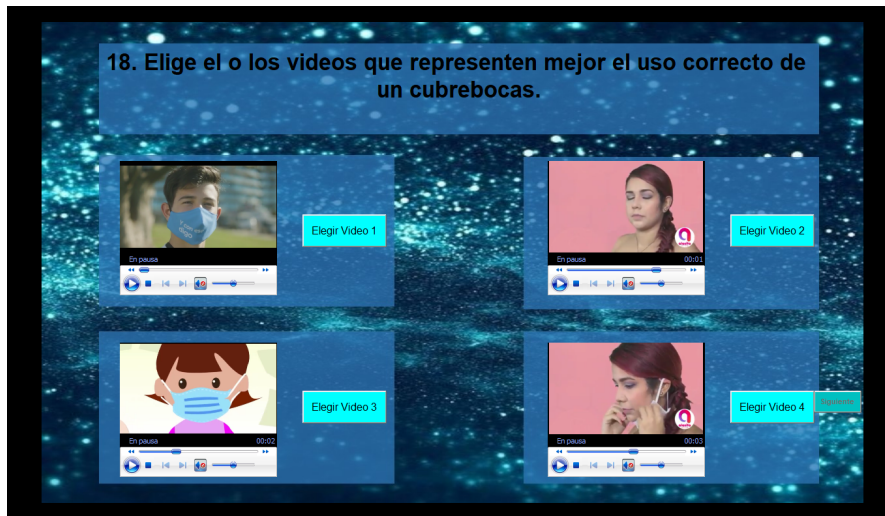 18. Elige el o los videos que representen mejor el uso correcto de
un cubrebocas.
Elegir Video 1
En pausa
Elegir Video 2
En pausa 00:01
Elegir Video 3
En pausa 00:02
Elegir Video 4
Siguiente
En pausa 00:03